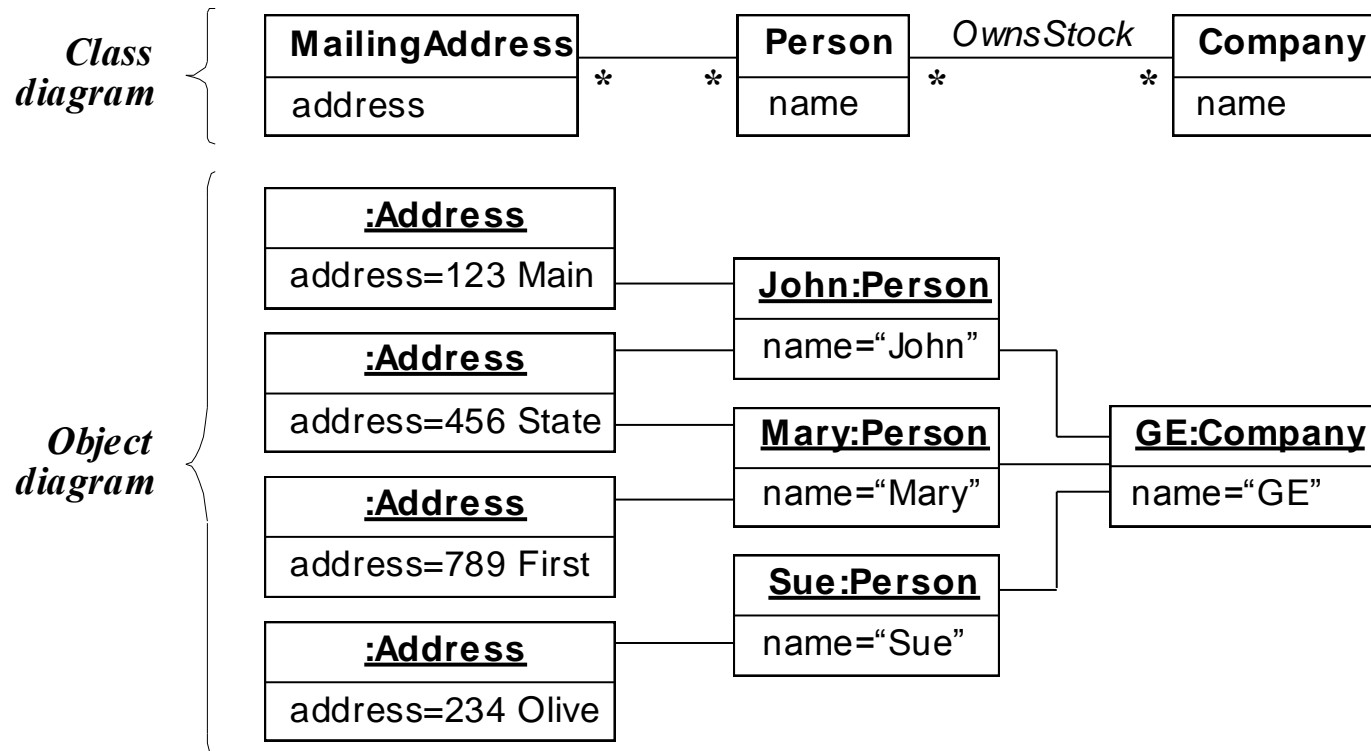 Class
diagram
MailingAddress
address
*
*
Person
name
OwnsStock
*
*
Company
name
Object
diagram
:Address
address=123 Main
:Address
address=456 State
:Address
address=789 First
:Address
address=234 Olive
John:Person
name=“John”
Mary:Person
name=“Mary”
Sue:Person
name=“Sue”
GE:Company
name=“GE”